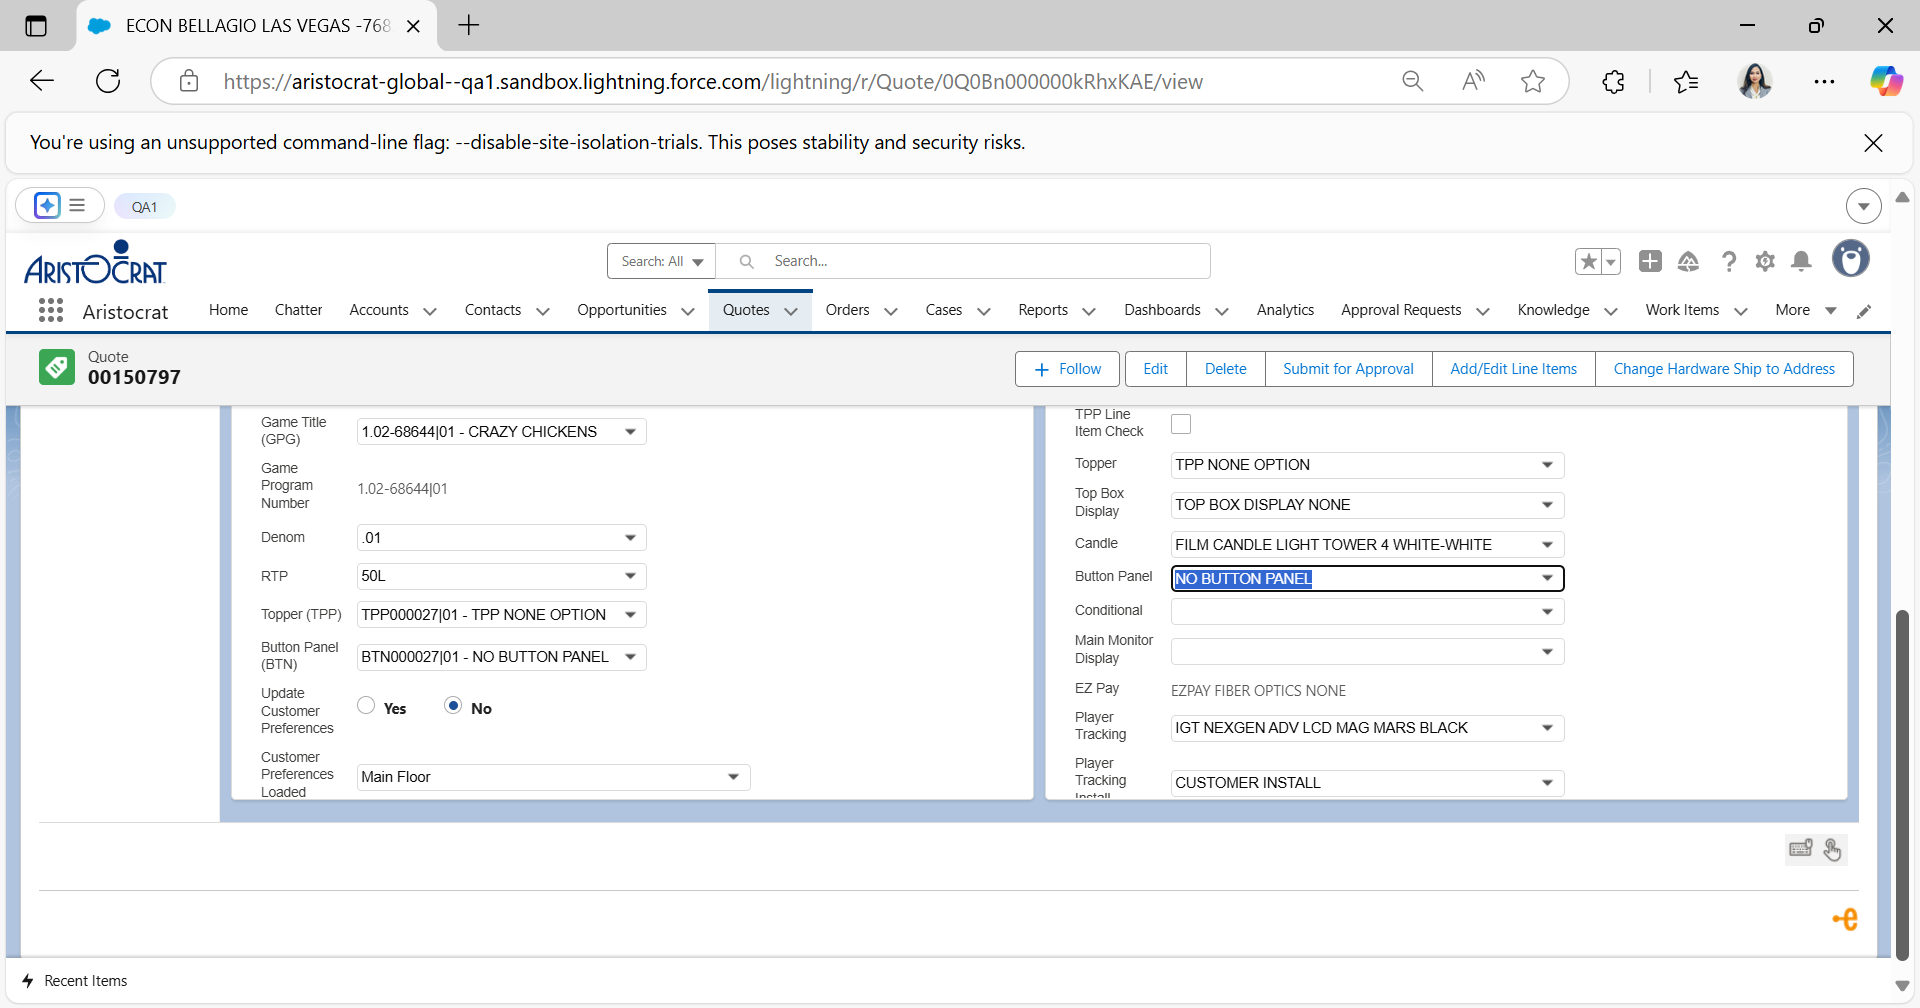 ECON BELLAGIO LAS VEGAS -768
https://aristocrat-global--qa1.sandbox.lightning.force.com/lightning/r/Quote/0Q0Bn000000kRhxKAE/view
You're using an unsupported command-line flag: --disable-site-isolation-trials. This poses stability and security risks.
QA1
ARISTOCRAT
Search: All
Search...
Aristocrat
Home
Chatter
Accounts
Contacts
Opportunities
Quotes
Orders
Cases
Reports
Dashboards
Analytics
Approval Requests
Knowledge
Work Items
More
Quote
00150797
Follow
Edit
Delete
Submit for Approval
Add/Edit Line Items
Change Hardware Ship to Address
Game Title
(GPG)
1.02-68644|01 - CRAZY CHICKENS
Game
Program
Number
1.02-68644|01
Denom
.01
RTP
50L
Topper (TPP)
TPP000027|01 - TPP NONE OPTION
Button Panel
(BTN)
BTN000027|01 - NO BUTTON PANEL
Update
Customer
Preferences
Yes
No
Customer
Preferences
Loaded
Main Floor
TPP Line
Item Check
Topper
TPP NONE OPTION
Top Box
Display
TOP BOX DISPLAY NONE
Candle
FILM CANDLE LIGHT TOWER 4 WHITE-WHITE
Button Panel
NO BUTTON PANEL
Conditional
Main Monitor
Display
EZ Pay
EZPAY FIBER OPTICS NONE
Player
Tracking
IGT NEXGEN ADV LCD MAG MARS BLACK
Player
Tracking
Install
CUSTOMER INSTALL
Recent Items